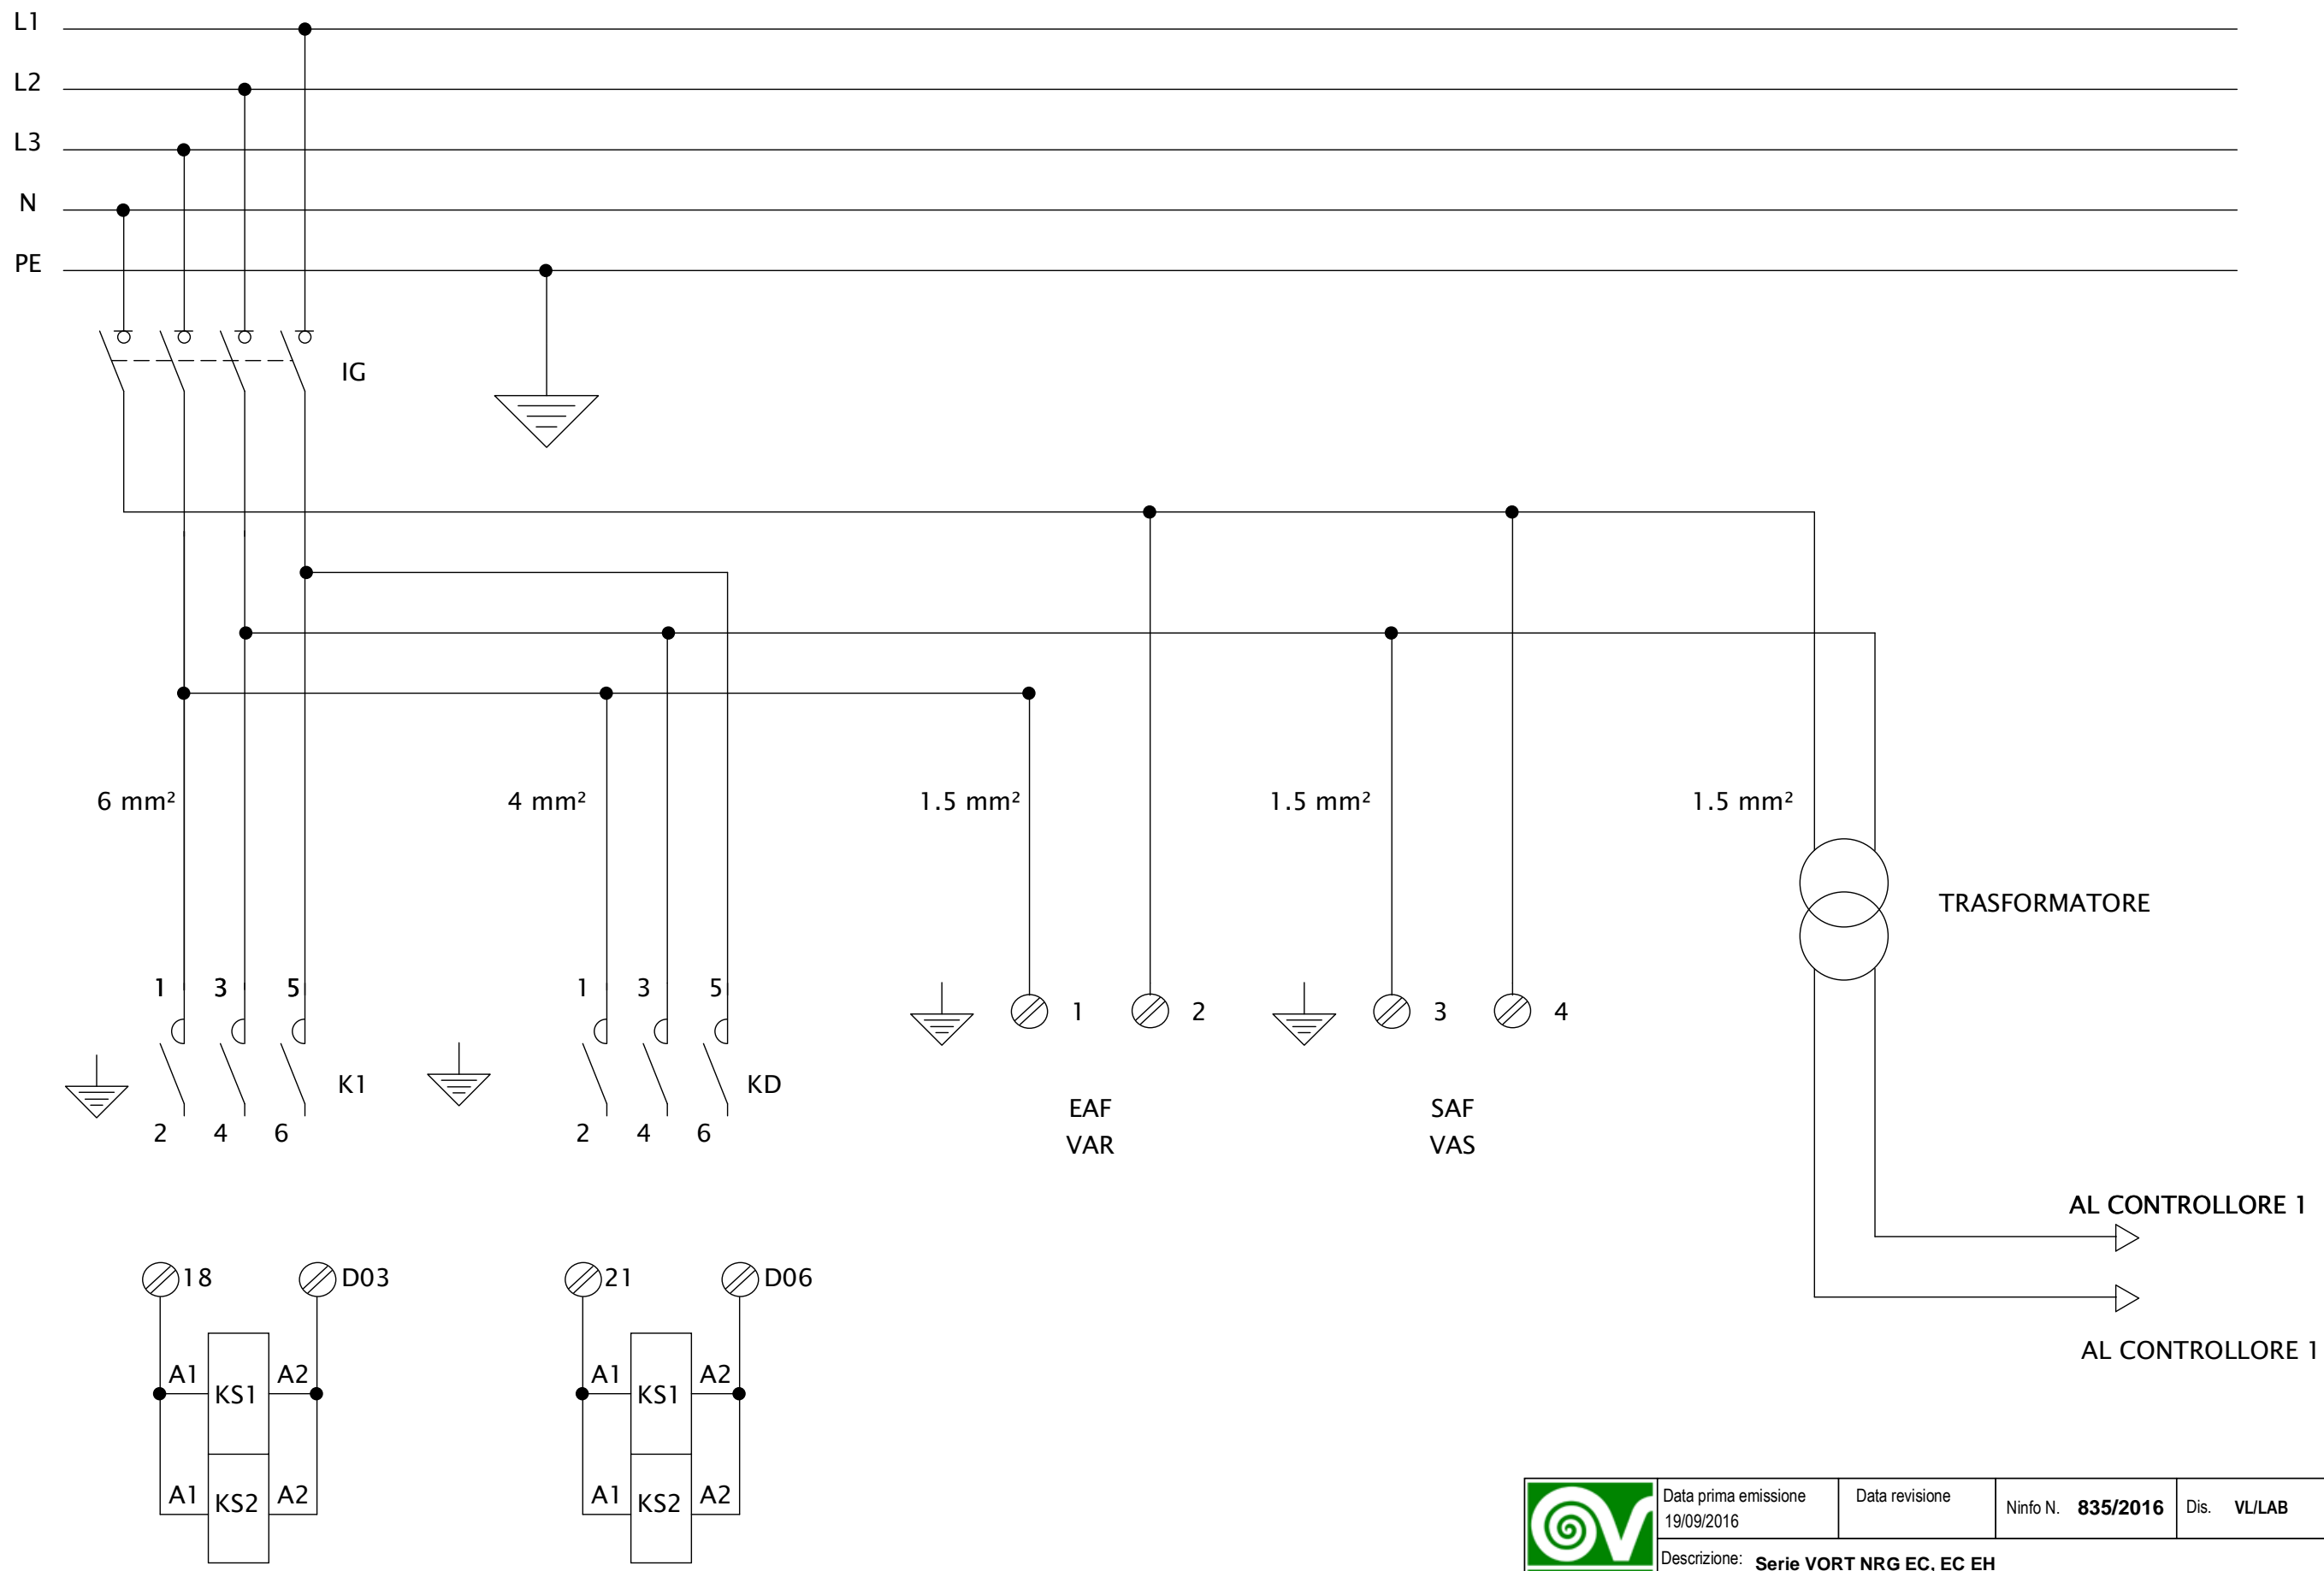 L1
L2
L3
N
PE
IG
6 mm²
4 mm²
1.5 mm²
1.5 mm²
1.5 mm²
TRASFORMATORE
1 3 5
1 3 5
1
2
3
4
K1
KD
2 4 6
2 4 6
EAF
VAR
SAF
VAS
AL CONTROLLORE 1
AL CONTROLLORE 1
18
D03
A1 KS1 A2
A1 KS2 A2
21
D06
A1 KS1 A2
A1 KS2 A2
Data prima emissione
19/09/2016
Data revisione
Ninfo N. 835/2016
Dis. VL/LAB
Descrizione: Serie VORT NRG EC, EC EH